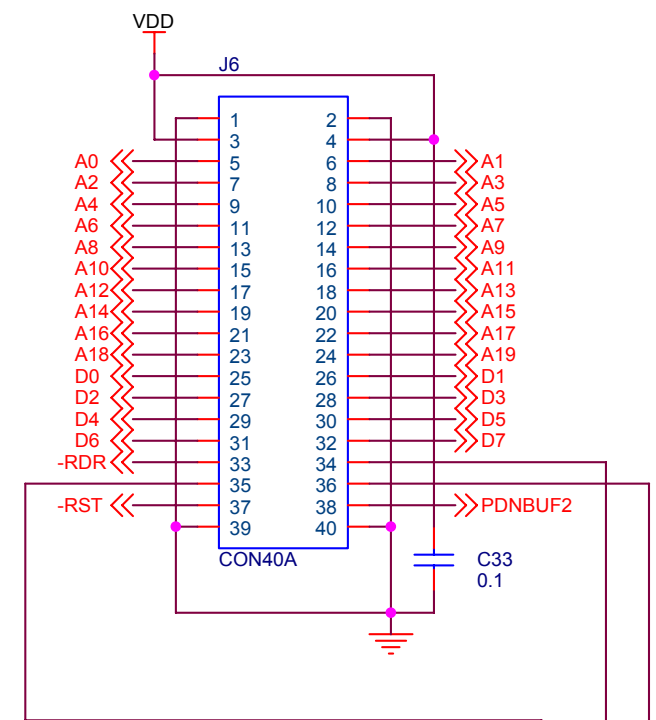 VDD
J6
1 2
3 4
A0 5 6 A1
A2 7 8 A3
A4 9 10 A5
A6 11 12 A7
A8 13 14 A9
A10 15 16 A11
A12 17 18 A13
A14 19 20 A15
A16 21 22 A17
A18 23 24 A19
D0 25 26 D1
D2 27 28 D3
D4 29 30 D5
D6 31 32 D7
-RDR 33 34
35 36
-RST 37 38 PDNBUF2
39 40
CON40A C33
0.1